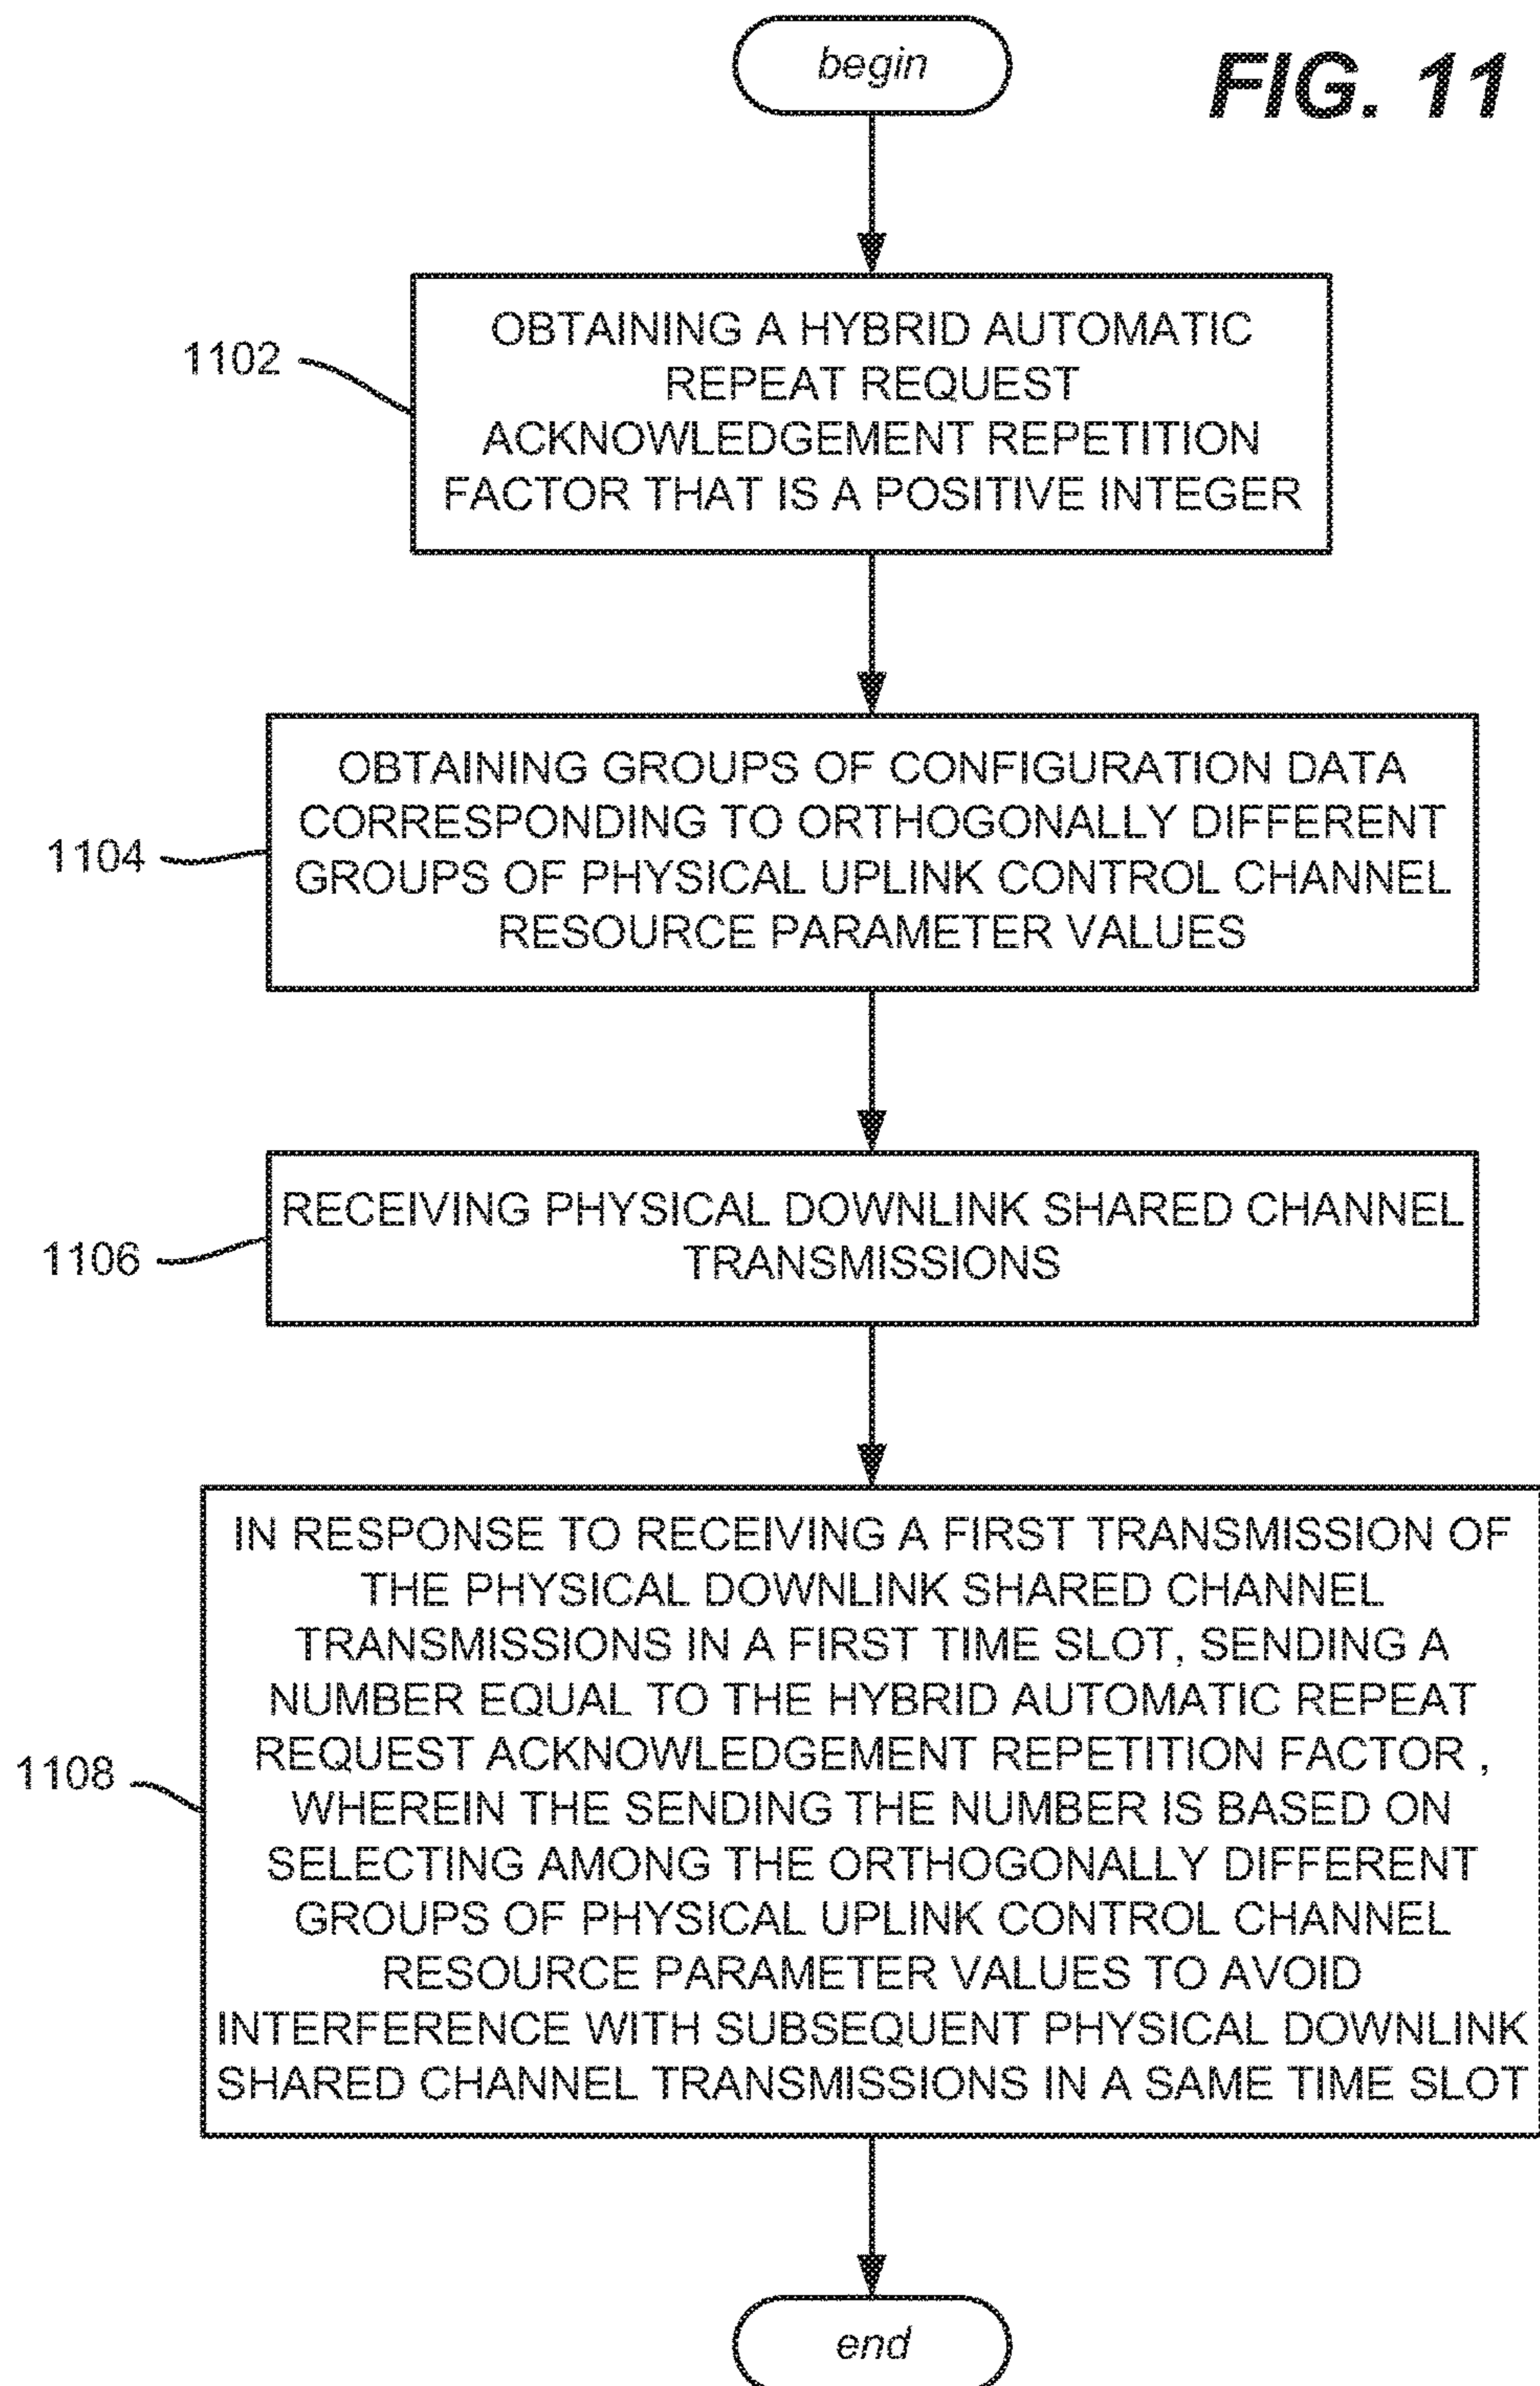 begin
FIG. 11
1102
OBTAINING A HYBRID AUTOMATIC
REPEAT REQUEST
ACKNOWLEDGEMENT REPETITION
FACTOR THAT IS A POSITIVE INTEGER
1104
OBTAINING GROUPS OF CONFIGURATION DATA
CORRESPONDING TO ORTHOGONALLY DIFFERENT
GROUPS OF PHYSICAL UPLINK CONTROL CHANNEL
RESOURCE PARAMETER VALUES
1106
RECEIVING PHYSICAL DOWNLINK SHARED CHANNEL
TRANSMISSIONS
1108
IN RESPONSE TO RECEIVING A FIRST TRANSMISSION OF
THE PHYSICAL DOWNLINK SHARED CHANNEL
TRANSMISSIONS IN A FIRST TIME SLOT, SENDING A
NUMBER EQUAL TO THE HYBRID AUTOMATIC REPEAT
REQUEST ACKNOWLEDGEMENT REPETITION FACTOR ,
WHEREIN THE SENDING THE NUMBER IS BASED ON
SELECTING AMONG THE ORTHOGONALLY DIFFERENT
GROUPS OF PHYSICAL UPLINK CONTROL CHANNEL
RESOURCE PARAMETER VALUES TO AVOID
INTERFERENCE WITH SUBSEQUENT PHYSICAL DOWNLINK
SHARED CHANNEL TRANSMISSIONS IN A SAME TIME SLOT
end